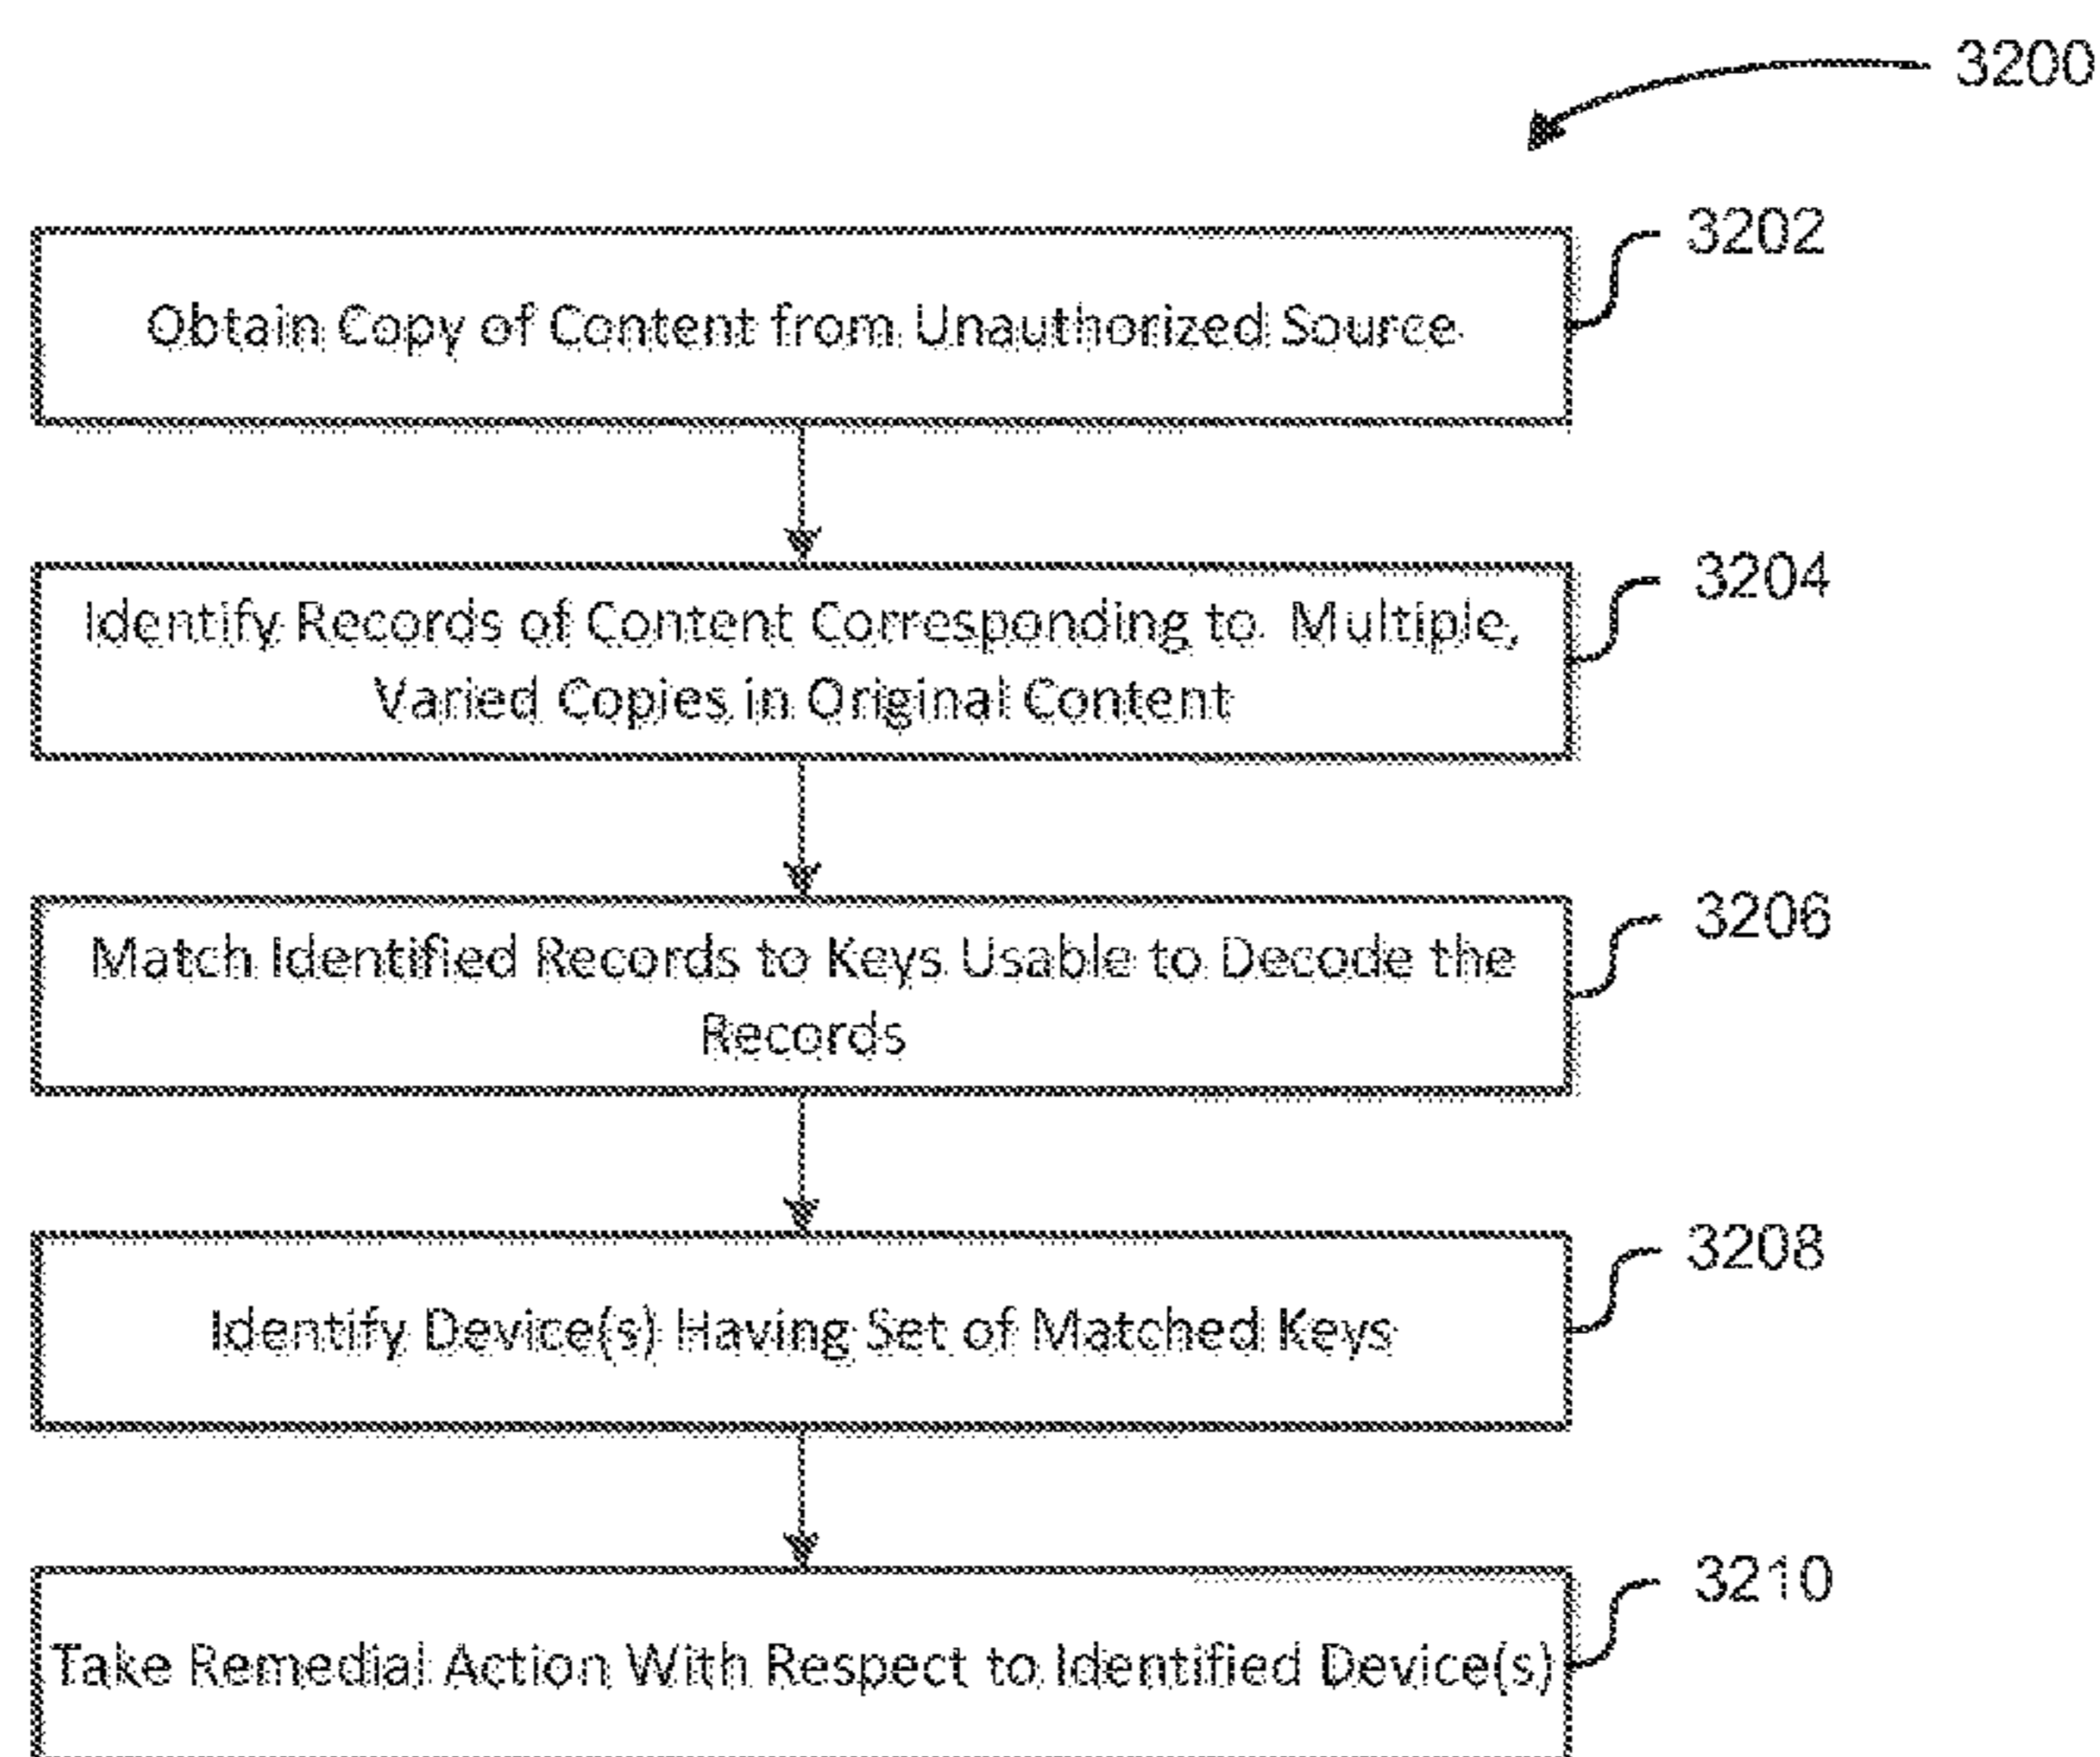 3200
3202
Obtain Copy of Content from Unauthorized Source
3204
Identify Records of Content Corresponding to Multiple,
Varied Copies in Original Content
3206
Match Identified Records to Keys Usable to Decode the
Records
3208
Identify Device(s) Having Set of Matched Keys
3210
Take Remedial Action With Respect to Identified Device(s)